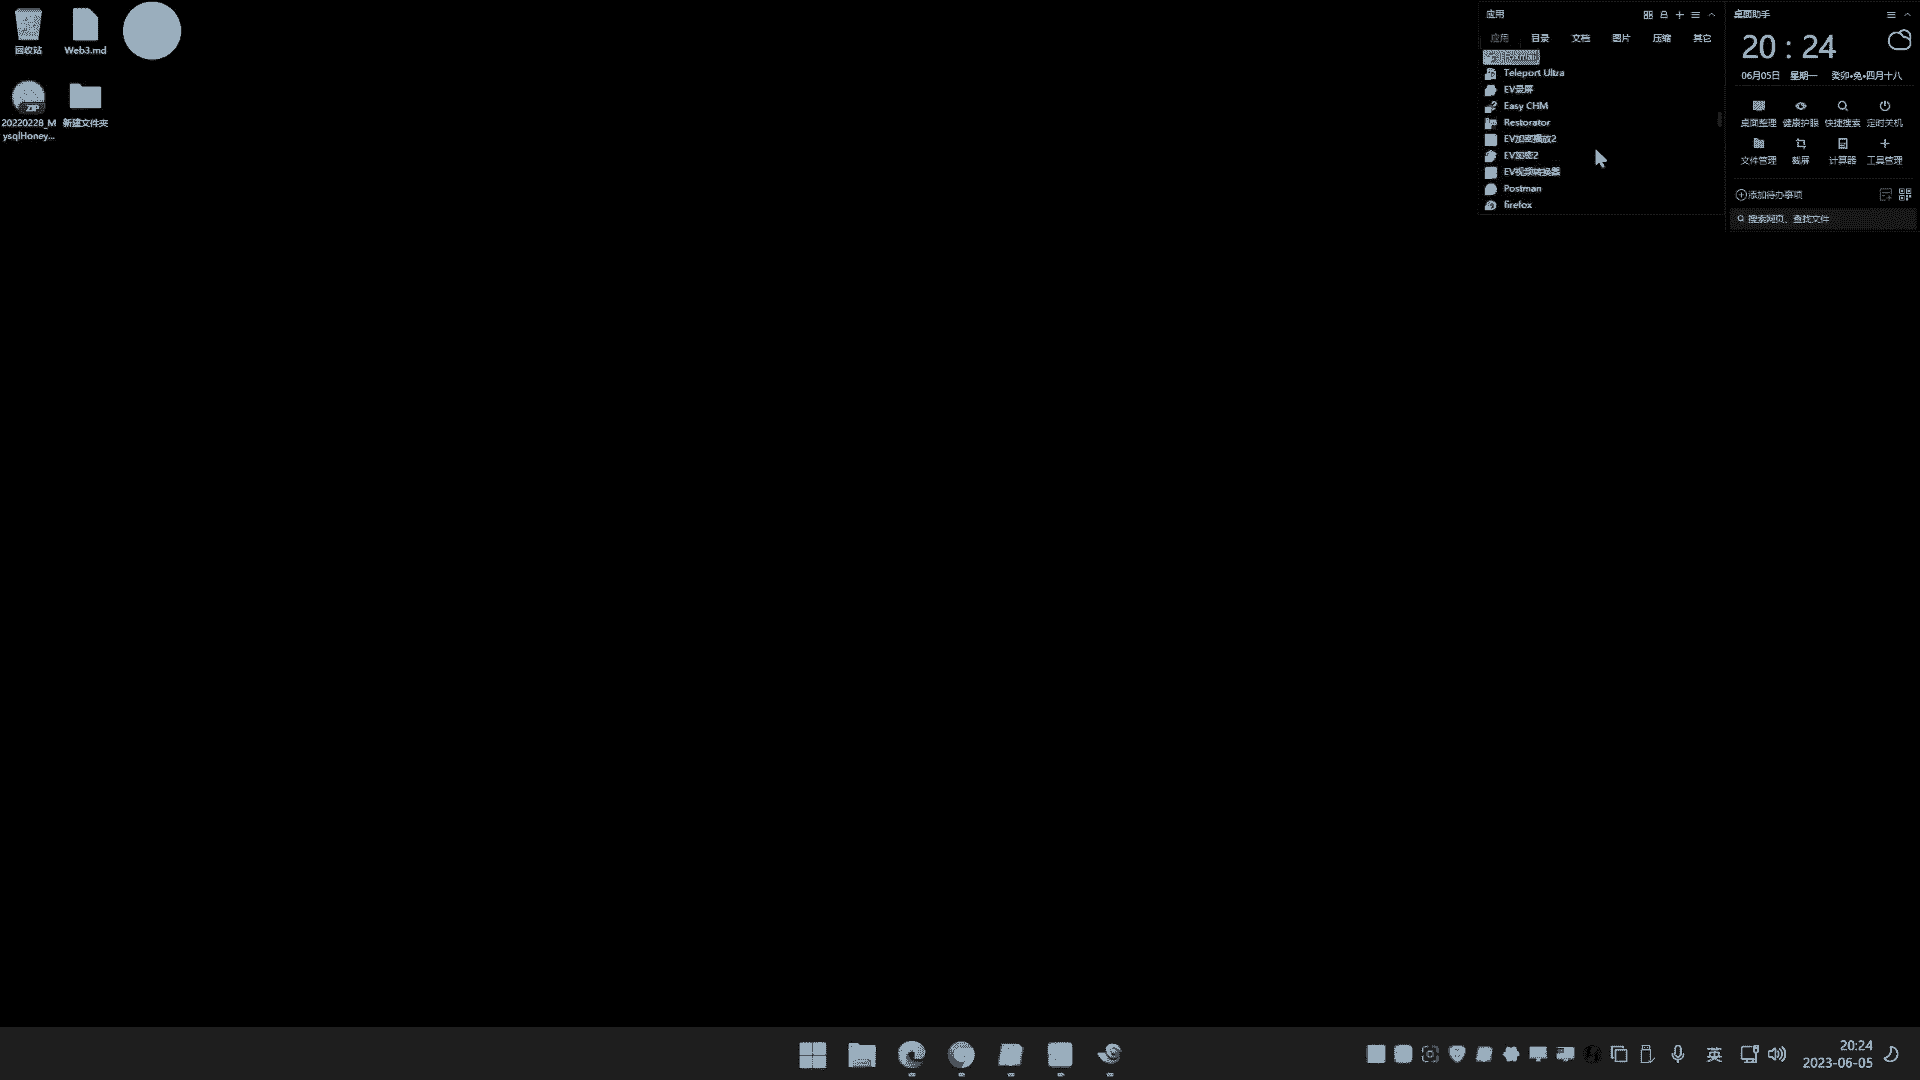 回收站
Web3.md
20220228_M
ysqlHoney...
ZIP
新建文件夹
应用
应用 目录 文档 图片 压缩 其它
Teleport Ultra
EV录屏
Easy CHM
Restorator
EV加密播放2
EV加密2
EV视频转换器
Postman
firefox
桌面助手
20 : 24
06月05日 星期一 癸卯•兔•四月十八
桌面整理 健康护眼 快捷搜索 定时关机
文件管理 截屏 计算器 工具管理
添加待办事项
搜索网页、查找文件
英
20:24
2023-06-05